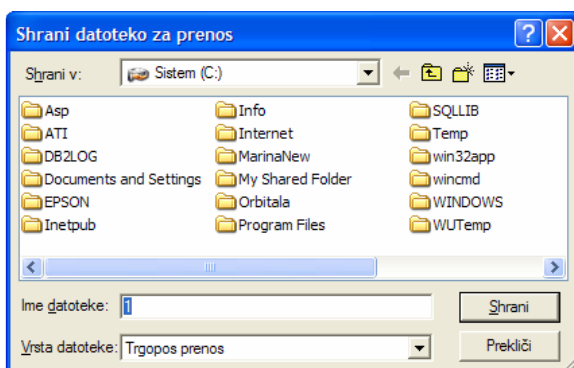 Shrani datoteko za prenos
Shrani v: Sistem (C:)
Asp Info SQLLIB
ATI Internet Temp
DB2LOG MarinaNew win32app
Documents and Settings My Shared Folder wincmd
EPSON Orbitala WINDOWS
Inetpub Program Files WUTemp
Ime datoteke: 1 Shrani
Vrsta datoteke: Trgopos prenos Prekliči